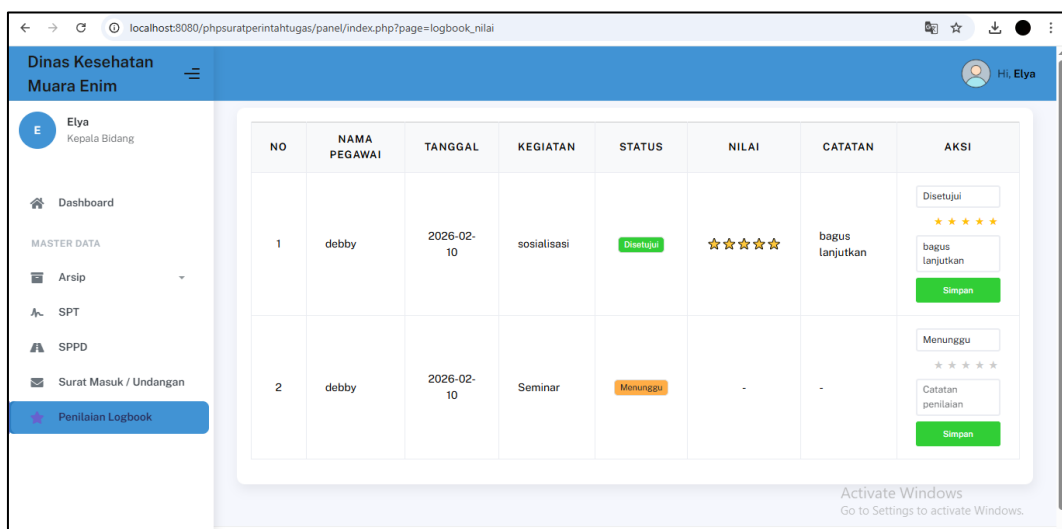 localhost:8080/phpsuratperintahtugas/panel/index.php?page=logbook_nilai
Dinas Kesehatan
Muara Enim
Hi, Elya
E
Elya
Kepala Bidang
Dashboard
MASTER DATA
Arsip
SPT
SPPD
Surat Masuk / Undangan
Penilaian Logbook
NO NAMA PEGAWAI TANGGAL KEGIATAN STATUS NILAI CATATAN AKSI
1 debby 2026-02-10 sosialisasi Disetujui bagus lanjutkan
Disetujui
bagus
lanjutkan
Simpan
2 debby 2026-02-10 Seminar Menunggu - -
Menunggu
Catatan
penilaian
Simpan
Activate Windows
Go to Settings to activate Windows.